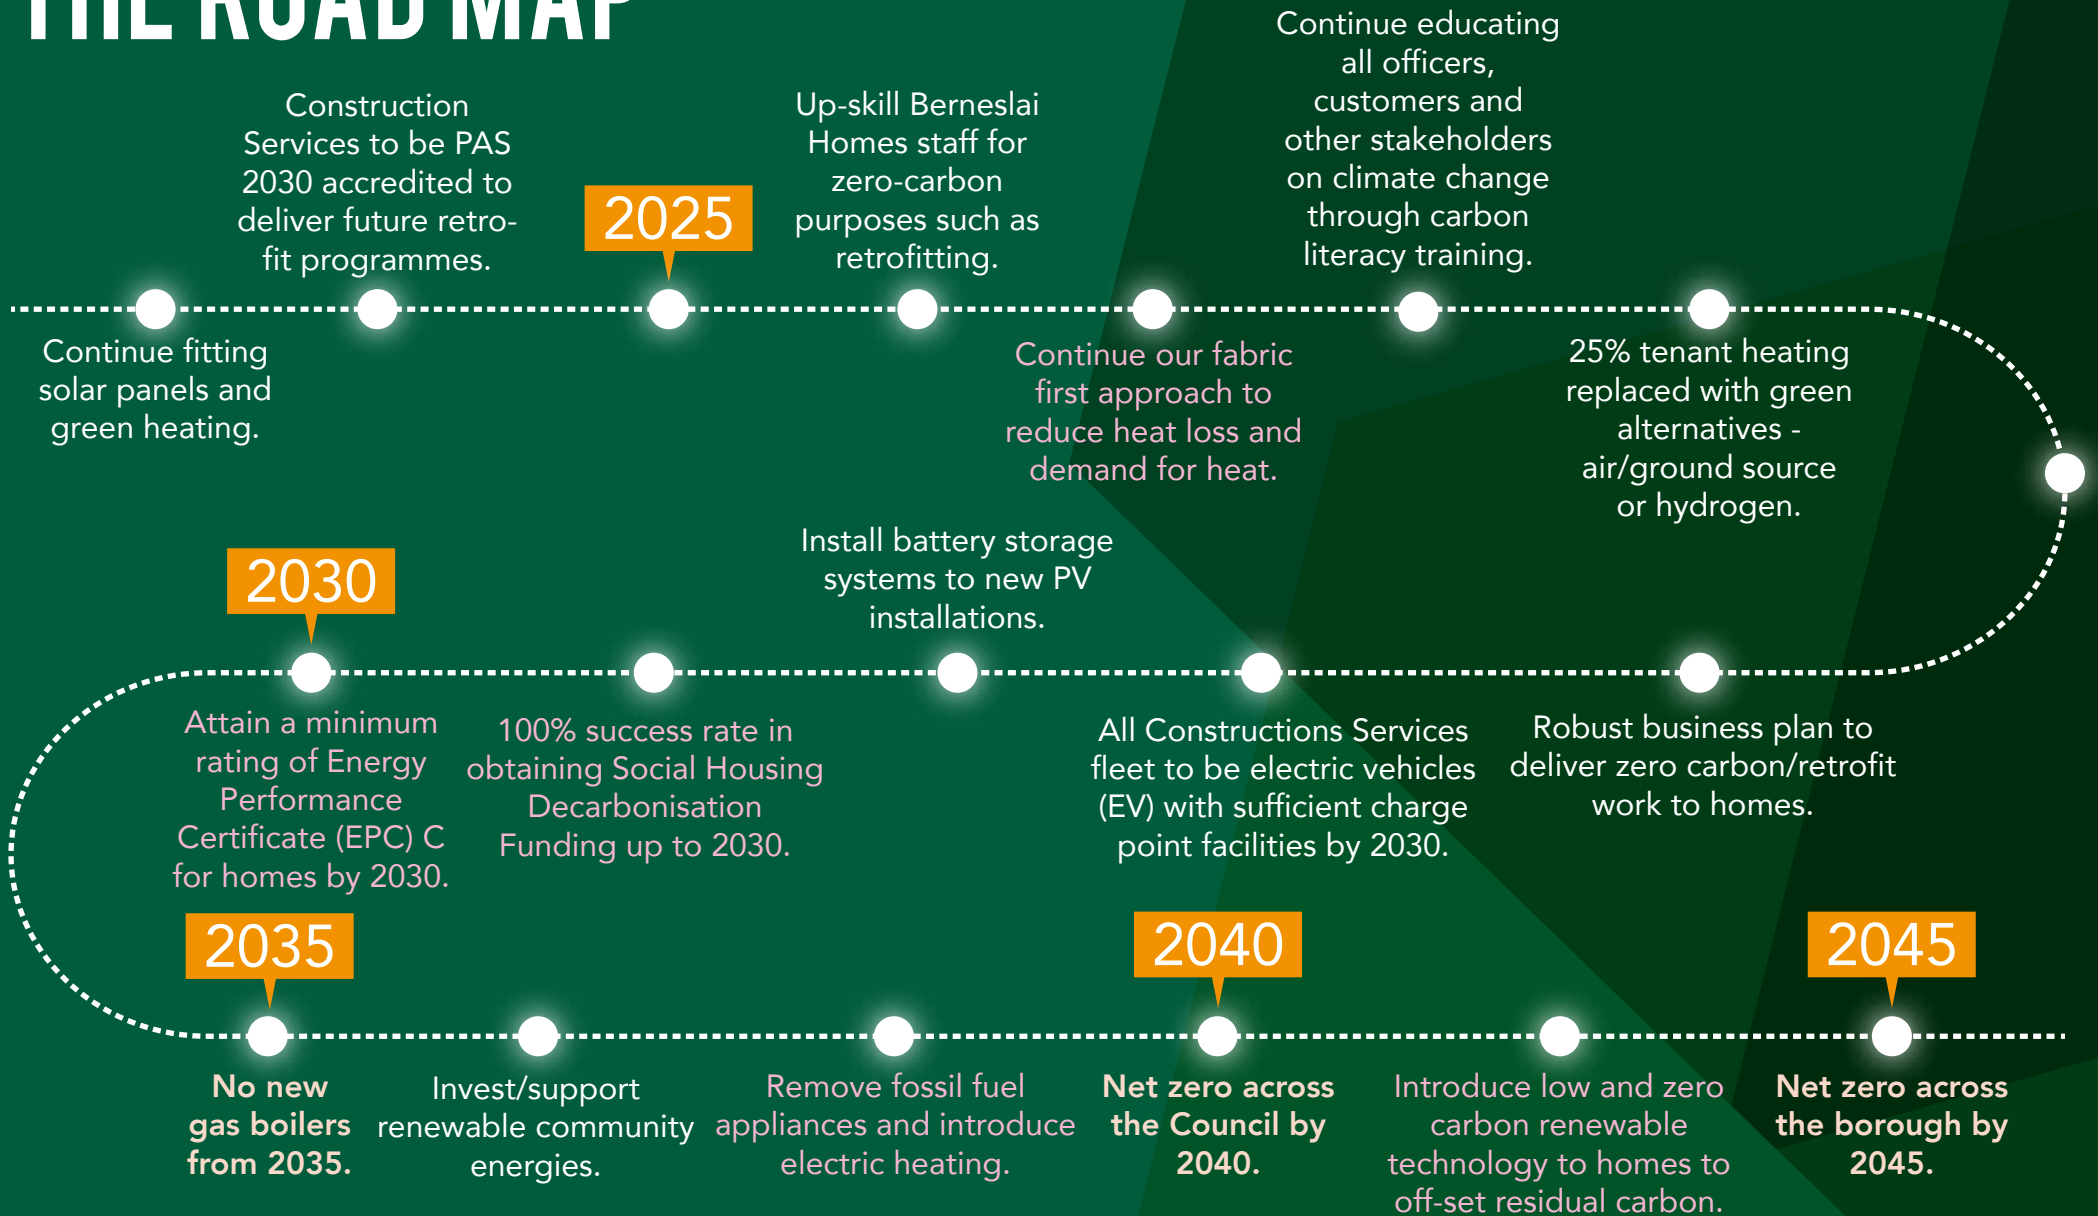 THE ROAD MAP
Continue fitting
solar panels and
green heating.
Construction
Services to be PAS
2030 accredited to
deliver future retro-
fit programmes.
2025
Up-skill Berneslai
Homes staff for
zero-carbon
purposes such as
retrofitting.
Continue our fabric
first approach to
reduce heat loss and
demand for heat.
Continue educating
all officers,
customers and
other stakeholders
on climate change
through carbon
literacy training.
25% tenant heating
replaced with green
alternatives -
air/ground source
or hydrogen.
Robust business plan to
deliver zero carbon/retrofit
work to homes.
All Constructions Services
fleet to be electric vehicles
(EV) with sufficient charge
point facilities by 2030.
Install battery storage
systems to new PV
installations.
100% success rate in
obtaining Social Housing
Decarbonisation
Funding up to 2030.
2030
Attain a minimum
rating of Energy
Performance
Certificate (EPC) C
for homes by 2030.
2035
No new
gas boilers
from 2035.
Invest/support
renewable community
energies.
Remove fossil fuel
appliances and introduce
electric heating.
2040
Net zero across
the Council by
2040.
Introduce low and zero
carbon renewable
technology to homes to
off-set residual carbon.
2045
Net zero across
the borough by
2045.